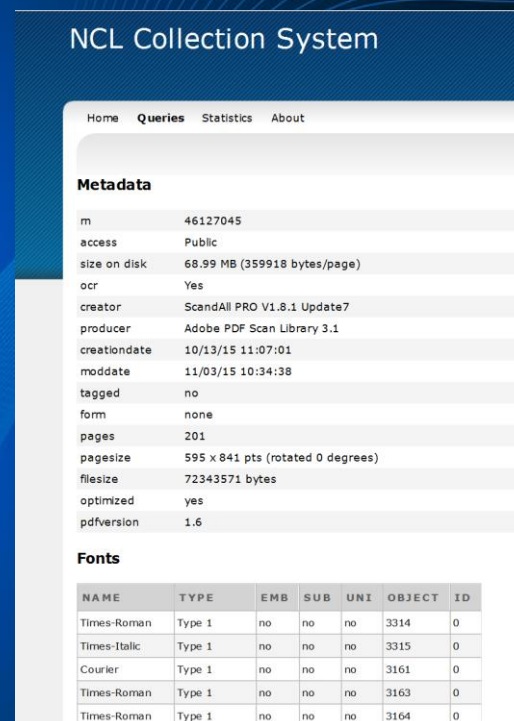 NCL Collection System
Home Queries Statistics About
Metadata
rn 46127045
access Public
size on disk 68.99 MB (359918 bytes/page)
ocr Yes
creator ScandAll PRO V1.8.1 Update7
producer Adobe PDF Scan Library 3.1
creationdate 10/13/15 11:07:01
moddate 11/03/15 10:34:38
tagged no
form none
pages 201
pagesize 595 x 841 pts (rotated 0 degrees)
filesize 72343571 bytes
optimized yes
pdfversion 1.6
Fonts
NAME TYPE EMB SUB UNI OBJECT ID
Times-Roman Type 1 no no no 3314 0
Times-Italic Type 1 no no no 3315 0
Courier Type 1 no no no 3161 0
Times-Roman Type 1 no no no 3163 0
Times-Roman Type 1 no no no 3164 0